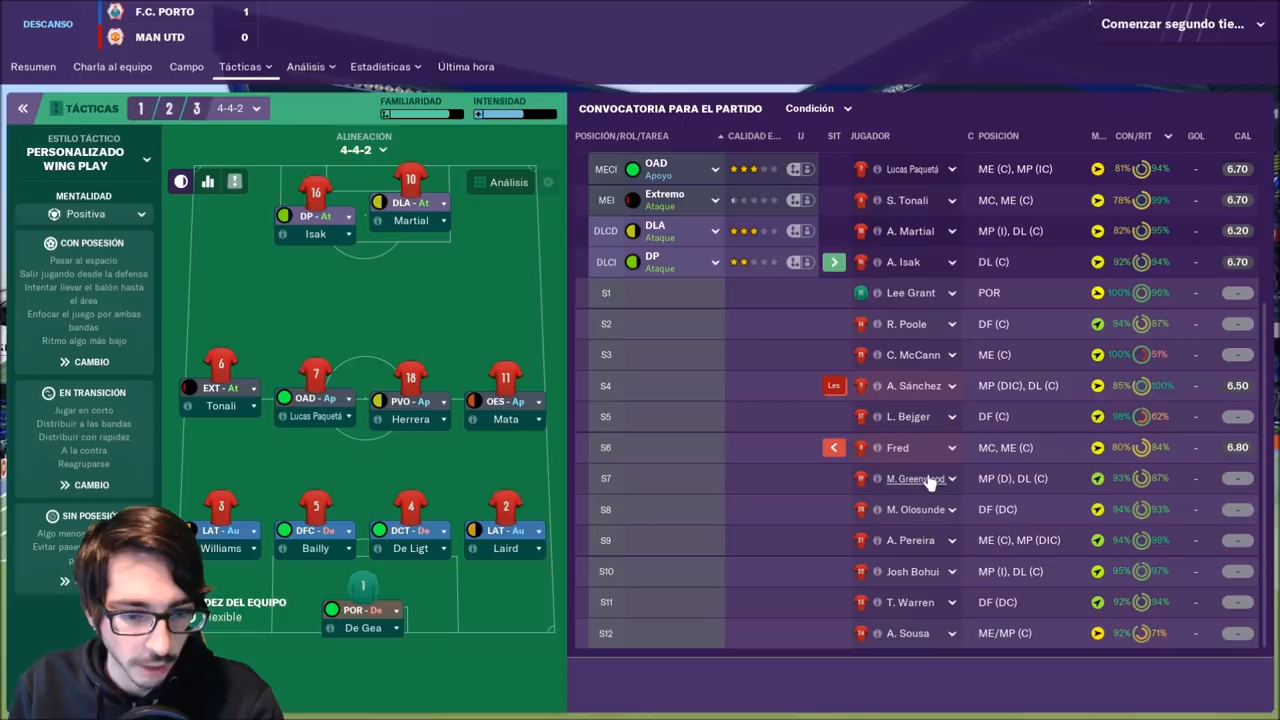 DESCANSO
F.C. PORTO 1
MAN UTD 0
Comenzar segundo tie...
Resumen Charla al equipo Campo Tácticas Análisis Estadísticas Última hora
TÁCTICAS 1 2 3 4-4-2
FAMILIARIDAD INTENSIDAD
ESTILO TÁCTICO
PERSONALIZADO
WING PLAY
MENTALIDAD
Positiva
CON POSESIÓN
Pasar al espacio
Salir jugando desde la defensa
Intentar llevar el balón hasta
el área
Enfocar el juego por ambas
bandas
Ritmo algo más bajo
CAMBIO
EN TRANSICIÓN
Jugar en corto
Distribuir a las bandas
Distribuir con rapidez
A la contra
Reagruparse
CAMBIO
SIN POSESIÓN
Algo
Evitar
ALINEACIÓN
4-4-2
Análisis
16
DP - At
Isak
10
DLA - At
Martial
6
EXT - At
Tonali
7
OAD - Ap
Lucas Paquetá
18
PVO - Ap
Herrera
11
OES - Ap
Mata
3
LAT - Au
Williams
5
DFC - De
Bailly
4
DCT - De
De Ligt
2
LAT - Au
Laird
1
POR - De
De Gea
DEL EQUIPO
CONVOCATORIA PARA EL PARTIDO Condición
POSICIÓN/ROL/TAREA CALIDAD E... IJ SIT JUGADOR C POSICIÓN M... CON/RIT GOL CAL
MECI OAD Apoyo Lucas Paquetá ME (C), MP (IC) 81% 94% - 6.70
MEI Extremo Ataque S. Tonali MC, ME (C) 78% 99% - 6.70
DLCD DLA Ataque A. Martial MP (I), DL (C) 82% 95% - 6.20
DLCI DP Ataque A. Isak DL (C) 92% 94% - 6.70
S1 Lee Grant POR 100% 96% - -
S2 R. Poole DF (C) 94% 87% - -
S3 C. McCann ME (C) 100% 51% - -
S4 Les A. Sánchez MP (DIC), DL (C) 85% 100% - 6.50
S5 L. Bejger DF (C) 98% 62% - -
S6 Fred MC, ME (C) 80% 84% - 6.80
S7 M. Greenwood MP (D), DL (C) 93% 87% - -
S8 M. Olosunde DF (DC) 94% 93% - -
S9 A. Pereira ME (C), MP (DIC) 94% 98% - -
S10 Josh Bohui MP (I), DL (C) 95% 97% - -
S11 T. Warren DF (DC) 92% 94% - -
S12 A. Sousa ME/MP (C) 92% 71% - -